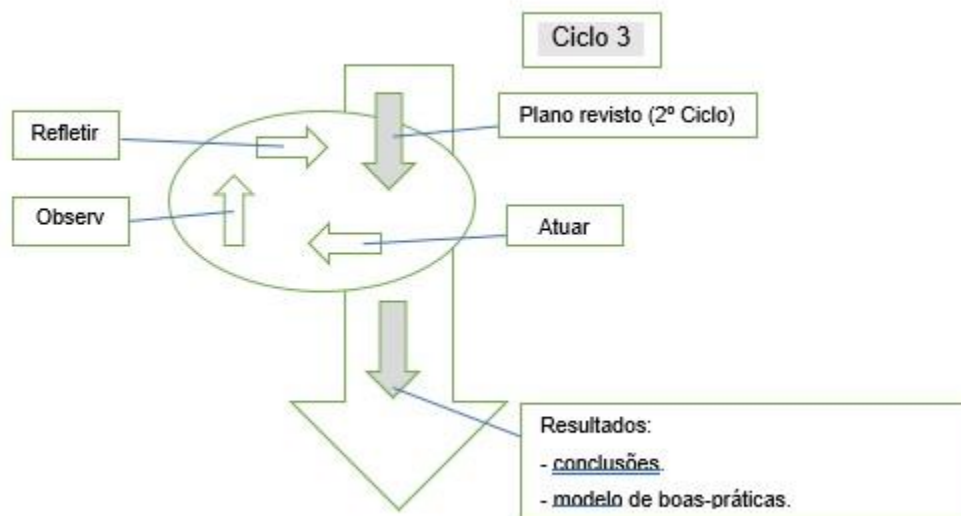 Ciclo 3
Plano revisto (2º Ciclo)
Refletir
Observ
Atuar
Resultados:
- conclusões.
- modelo de boas-práticas.